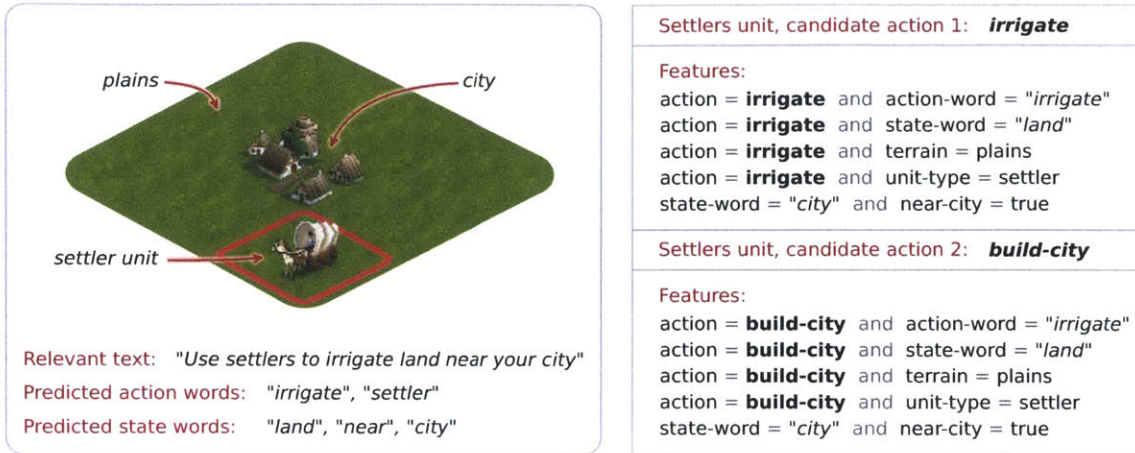 plains
city
settler unit
Relevant text: "Use settlers to irrigate land near your city"
Predicted action words: "irrigate", "settler"
Predicted state words: "land", "near", "city"
Settlers unit, candidate action 1: irrigate
Features:
action = irrigate and action-word = "irrigate"
action = irrigate and state-word = "land"
action = irrigate and terrain = plains
action = irrigate and unit-type = settler
state-word = "city" and near-city = true
Settlers unit, candidate action 2: build-city
Features:
action = build-city and action-word = "irrigate"
action = build-city and state-word = "land"
action = build-city and terrain = plains
action = build-city and unit-type = settler
state-word = "city" and near-city = true